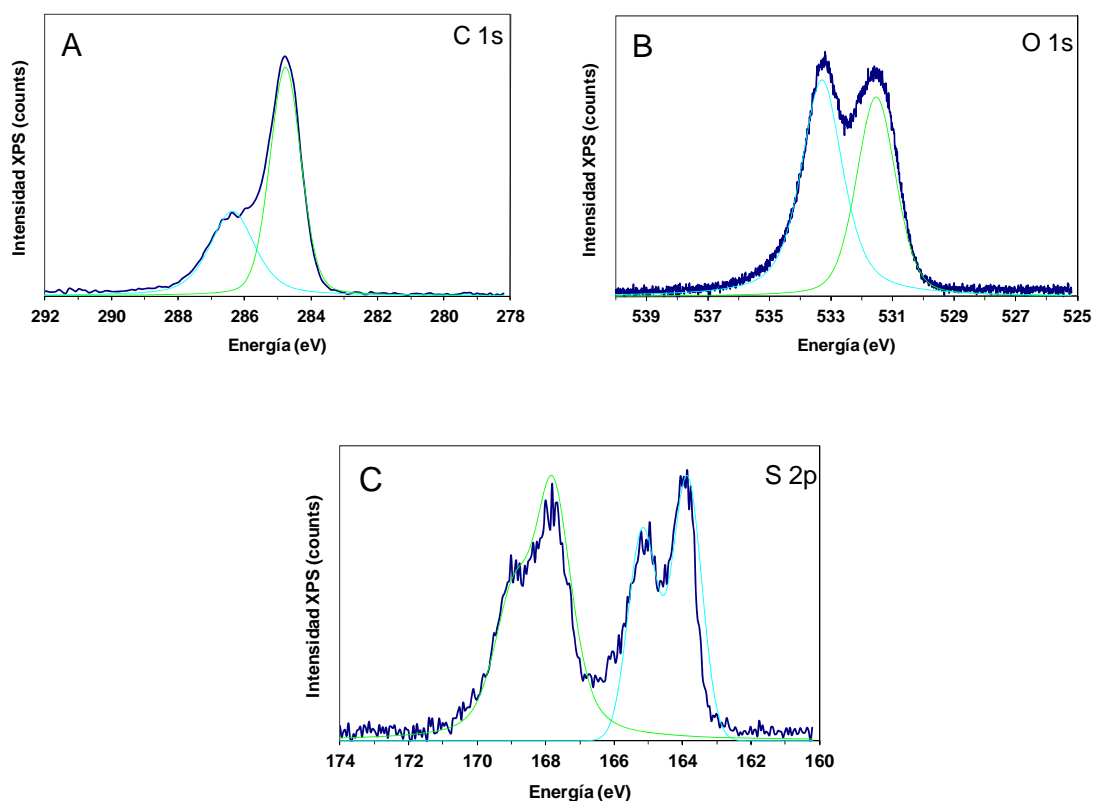 A
C 1s
Intensidad XPS (counts)
292 290 288 286 284 282 280 278
Energía (eV)
B
O 1s
Intensidad XPS (counts)
539 537 535 533 531 529 527 525
Energía (eV)
C
S 2p
Intensidad XPS (counts)
174 172 170 168 166 164 162 160
Energía (eV)